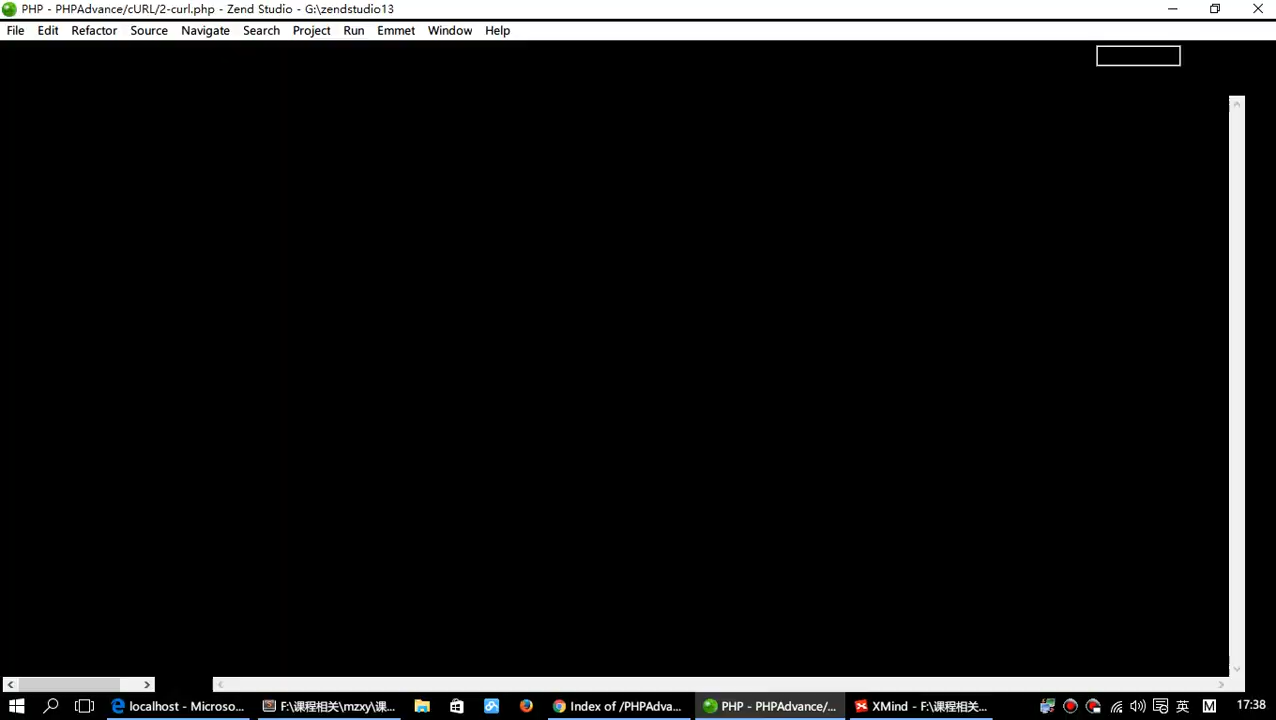 PHP - PHPAdvance/cURL/2-curl.php - Zend Studio - G:\zendstudio13
File Edit Refactor Source Navigate Search Project Run Emmet Window Help
localhost - Microso... F:\课程相关\mzxy\课... Index of /PHPAdva... PHP - PHPAdvance/... XMind - F:\课程相关... 英 M 17:38